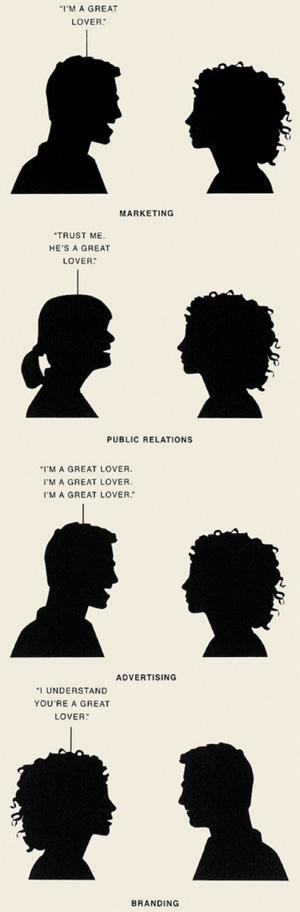 "I'M A GREAT
LOVER."
MARKETING
"TRUST ME.
HE'S A GREAT
LOVER."
PUBLIC RELATIONS
"I'M A GREAT LOVER.
I'M A GREAT LOVER.
I'M A GREAT LOVER."
ADVERTISING
"I UNDERSTAND
YOU'RE A GREAT
LOVER."
BRANDING